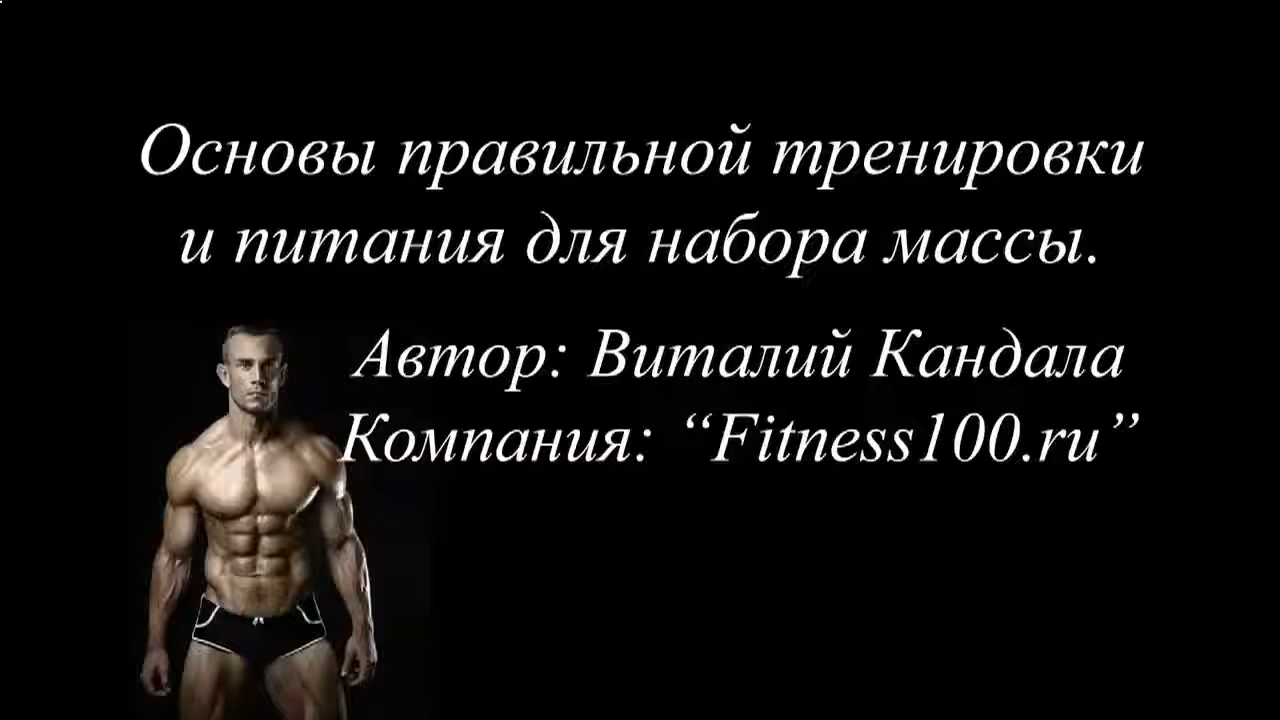 Основы правильной тренировки
и питания для набора массы.
Автор: Виталий Кандала
Компания: “Fitness100.ru”